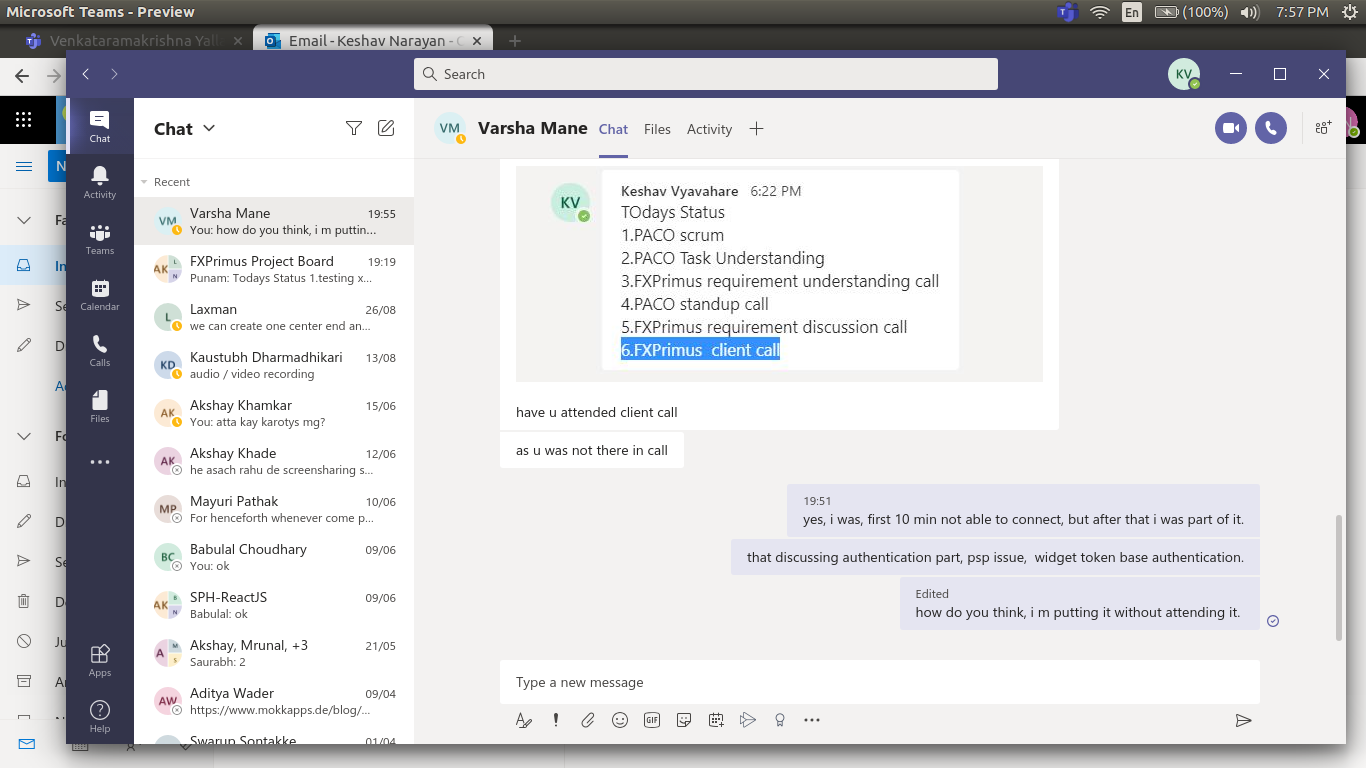 Microsoft Teams - Preview
En
(100%)
7:57 PM
Venkataramakrishna Yall
Email - Keshav Narayan - C
Search
KV
Chat
Activity
Teams
Calendar
Calls
Files
Apps
Help
Chat
Recent
VM
Varsha Mane 19:55
You: how do you think, i m puttin...
AK L N
FXPrimus Project Board 19:19
Punam: Todays Status 1.testing x...
L
Laxman 26/08
we can create one center end an...
KD
Kaustubh Dharmadhikari 13/08
audio / video recording
AK
Akshay Khamkar 15/06
You: atta kay karotys mg?
AK
Akshay Khade 12/06
he asach rahu de screensharing s...
MP
Mayuri Pathak 10/06
For henceforth whenever come p...
BC
Babulal Choudhary 09/06
You: ok
AK B N
SPH-ReactJS 09/06
Babulal: ok
A M S
Akshay, Mrunal, +3 21/05
Saurabh: 2
AW
Aditya Wader 09/04
https://www.mokkapps.de/blog/...
Swarup Sontakke 01/04
VM
Varsha Mane Chat Files Activity
KV
Keshav Vyavahare 6:22 PM
TOdays Status
1.PACO scrum
2.PACO Task Understanding
3.FXPrimus requirement understanding call
4.PACO standup call
5.FXPrimus requirement discussion call
6.FXPrimus  client call
have u attended client call
as u was not there in call
19:51
yes, i was, first 10 min not able to connect, but after that i was part of it.
that discussing authentication part, psp issue,  widget token base authentication.
Edited
how do you think, i m putting it without attending it.
Type a new message
GIF